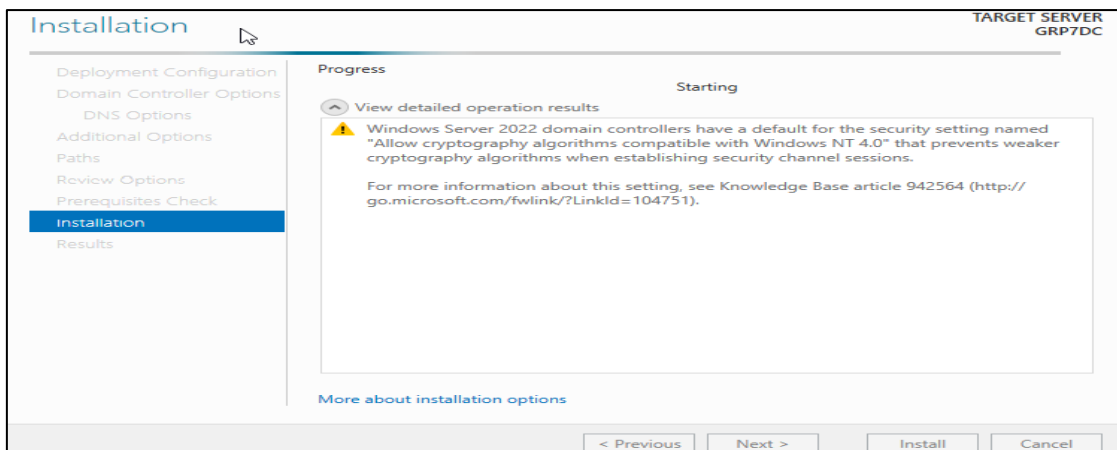 Installation
TARGET SERVER
GRP7DC
Deployment Configuration
Domain Controller Options
DNS Options
Additional Options
Paths
Review Options
Prerequisites Check
Installation
Results
Progress
Starting
View detailed operation results
Windows Server 2022 domain controllers have a default for the security setting named
"Allow cryptography algorithms compatible with Windows NT 4.0" that prevents weaker
cryptography algorithms when establishing security channel sessions.
For more information about this setting, see Knowledge Base article 942564 (http://
go.microsoft.com/fwlink/?LinkId=104751).
More about installation options
< Previous
Next >
Install
Cancel